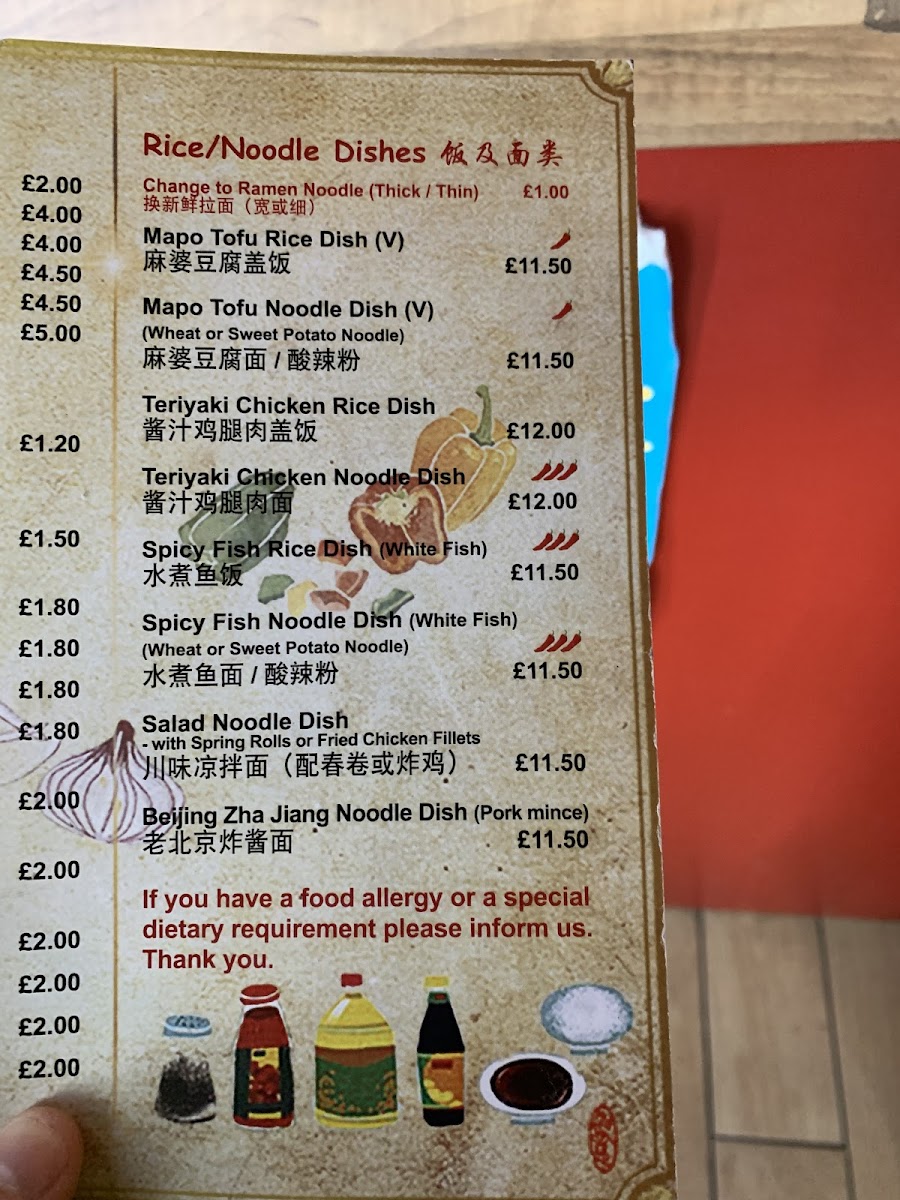 £2.00
£4.00
£4.00
£4.50
£4.50
£5.00
£1.20
£1.50
£1.80
£1.80
£1.80
£1.80
£2.00
£2.00
£2.00
£2.00
£2.00
£2.00
Rice/Noodle Dishes 饭及面类
Change to Ramen Noodle (Thick / Thin) £1.00
换新鲜拉面（宽或细）
Mapo Tofu Rice Dish (V)
麻婆豆腐盖饭 £11.50
Mapo Tofu Noodle Dish (V)
(Wheat or Sweet Potato Noodle)
麻婆豆腐面 / 酸辣粉 £11.50
Teriyaki Chicken Rice Dish
酱汁鸡腿肉盖饭 £12.00
Teriyaki Chicken Noodle Dish
酱汁鸡腿肉面 £12.00
Spicy Fish Rice Dish (White Fish)
水煮鱼饭 £11.50
Spicy Fish Noodle Dish (White Fish)
(Wheat or Sweet Potato Noodle)
水煮鱼面 / 酸辣粉 £11.50
Salad Noodle Dish
- with Spring Rolls or Fried Chicken Fillets
川味凉拌面（配春卷或炸鸡） £11.50
Beijing Zha Jiang Noodle Dish (Pork mince)
老北京炸酱面 £11.50
If you have a food allergy or a special
dietary requirement please inform us.
Thank you.